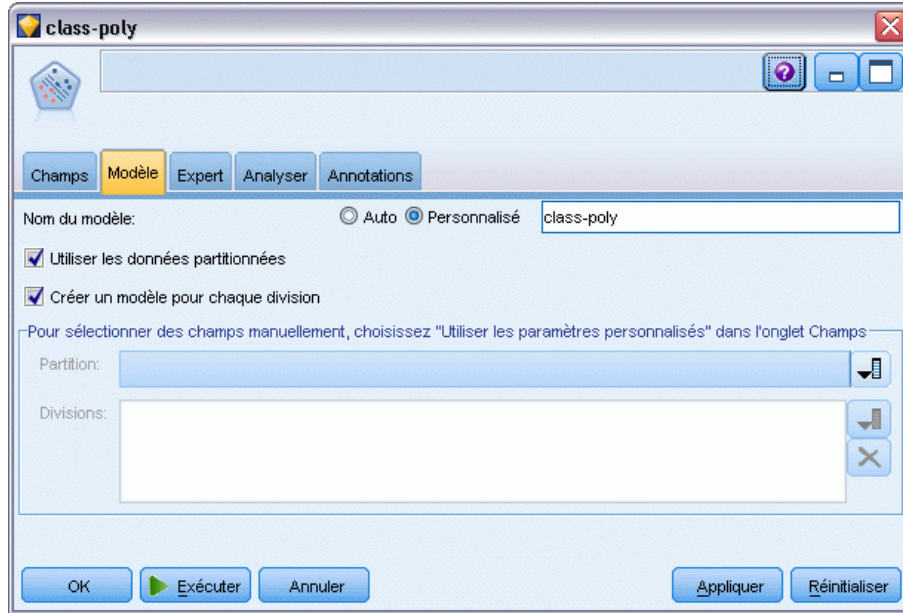 class-poly
Champs Modèle Expert Analyser Annotations
Nom du modèle: Auto Personnalisé class-poly
Utiliser les données partitionnées
Créer un modèle pour chaque division
Pour sélectionner des champs manuellement, choisissez "Utiliser les paramètres personnalisés" dans l'onglet Champs
Partition:
Divisions:
OK Exécuter Annuler Appliquer Réinitialiser